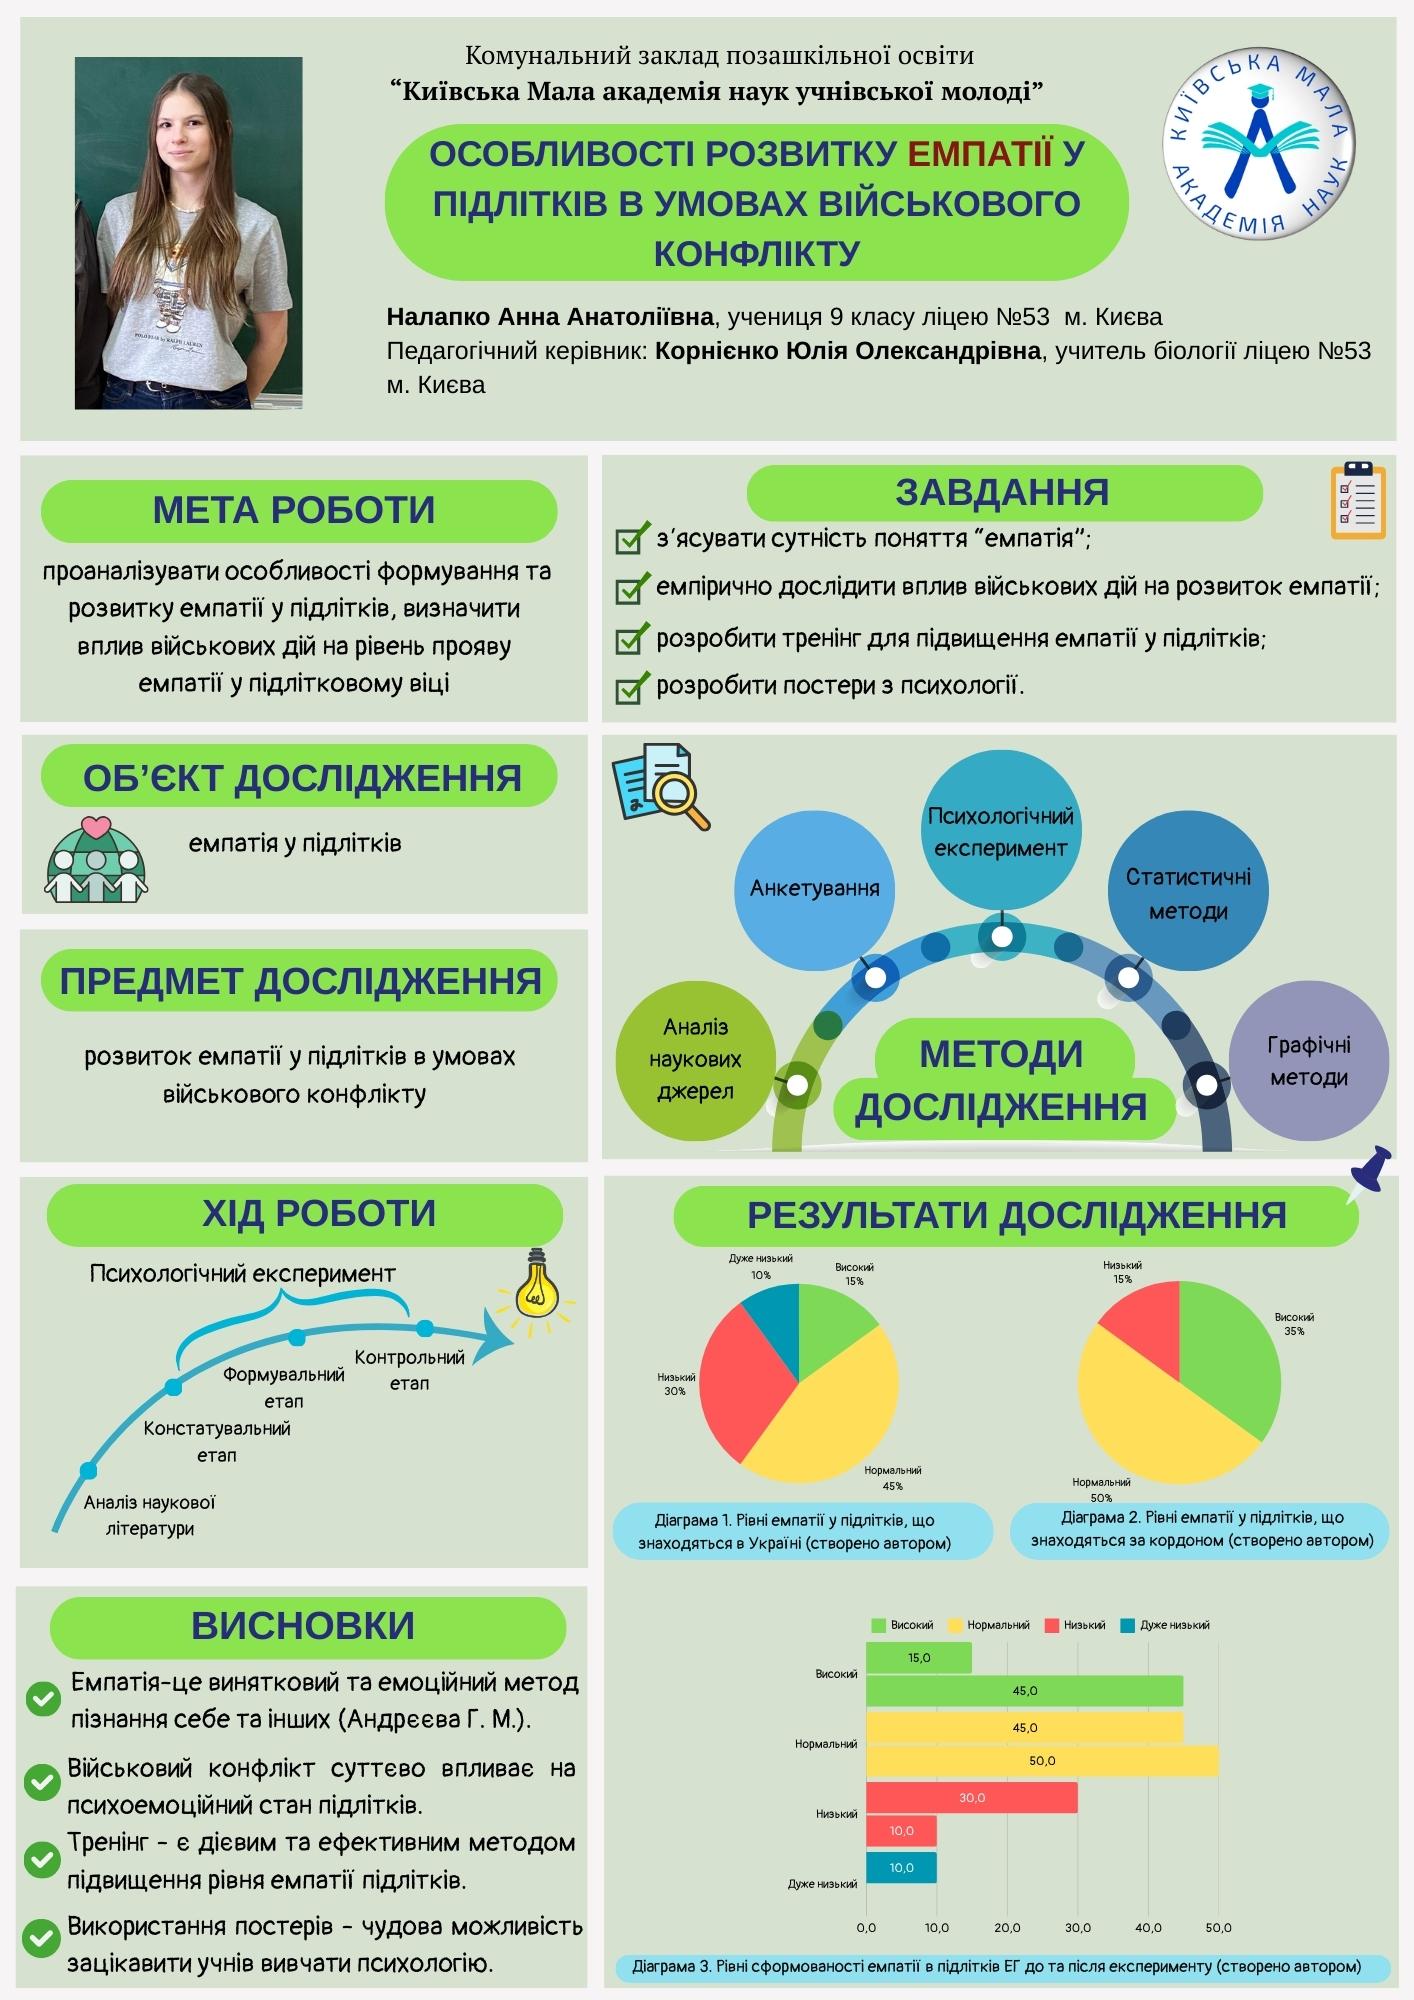 Комунальний заклад позашкільної освіти
“Київська Мала академія наук учнівської молоді”
КИЇВСЬКА МАЛА
АКАДЕМІЯ НАУК
ОСОБЛИВОСТІ РОЗВИТКУ ЕМПАТІЇ У
ПІДЛІТКІВ В УМОВАХ ВІЙСЬКОВОГО
КОНФЛІКТУ
Налапко Анна Анатоліївна, учениця 9 класу ліцею №53 м. Києва
Педагогічний керівник: Корнієнко Юлія Олександрівна, учитель біології ліцею №53
м. Києва
МЕТА РОБОТИ
проаналізувати особливості формування та
розвитку емпатії у підлітків, визначити
вплив військових дій на рівень прояву
емпатії у підлітковому віці
ЗАВДАННЯ
з’ясувати сутність поняття “емпатія”;
емпірично дослідити вплив військових дій на розвиток емпатії;
розробити тренінг для підвищення емпатії у підлітків;
розробити постери з психології.
ОБ’ЄКТ ДОСЛІДЖЕННЯ
емпатія у підлітків
ПРЕДМЕТ ДОСЛІДЖЕННЯ
розвиток емпатії у підлітків в умовах
військового конфлікту
Аналіз
наукових
джерел
Анкетування
Психологічний
експеримент
Статистичні
методи
Графічні
методи
МЕТОДИ
ДОСЛІДЖЕННЯ
ХІД РОБОТИ
Психологічний експеримент
Контрольний
етап
Формувальний
етап
Констатувальний
етап
Аналіз наукової
літератури
РЕЗУЛЬТАТИ ДОСЛІДЖЕННЯ
Дуже низький
10%
Високий
15%
Низький
30%
Нормальний
45%
Діаграма 1. Рівні емпатії у підлітків, що
знаходяться в Україні (створено автором)
Низький
15%
Високий
35%
Нормальний
50%
Діаграма 2. Рівні емпатії у підлітків, що
знаходяться за кордоном (створено автором)
Високий Нормальний Низький Дуже низький
15,0
Високий
45,0
45,0
Нормальний
50,0
30,0
Низький
10,0
10,0
Дуже низький
0,0 10,0 20,0 30,0 40,0 50,0
Діаграма 3. Рівні сформованості емпатії в підлітків ЕГ до та після експерименту (створено автором)
ВИСНОВКИ
Емпатія-це винятковий та емоційний метод
пізнання себе та інших (Андрєєва Г. М.).
Військовий конфлікт суттєво впливає на
психоемоційний стан підлітків.
Тренінг - є дієвим та ефективним методом
підвищення рівня емпатії підлітків.
Використання постерів - чудова можливість
зацікавити учнів вивчати психологію.